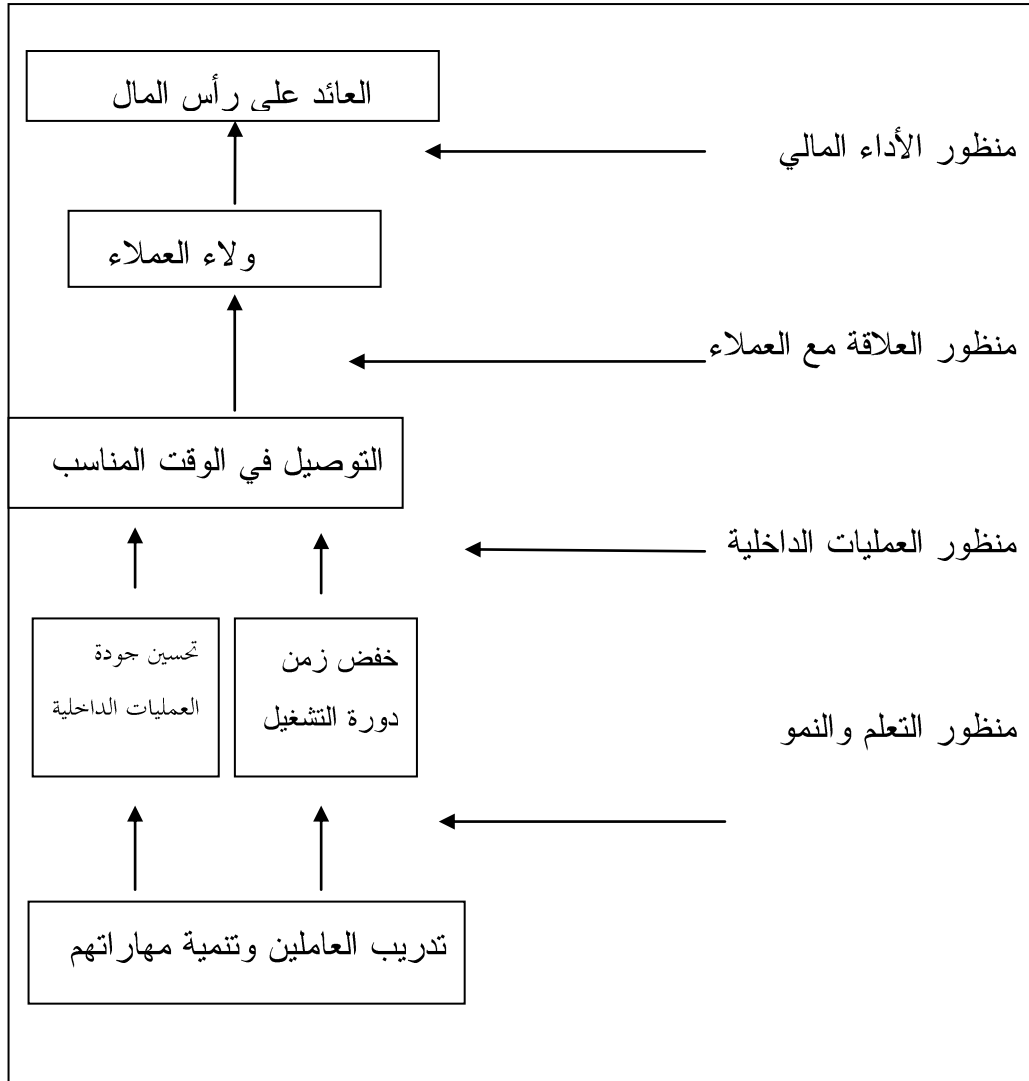 العائد على رأس المال
منظور الأداء المالي
ولاء العملاء
منظور العلاقة مع العملاء
التوصيل في الوقت المناسب
منظور العمليات الداخلية
خفض زمن
دورة التشغيل
تحسين جودة
العمليات الداخلية
منظور التعلم والنمو
تدريب العاملين وتنمية مهاراتهم